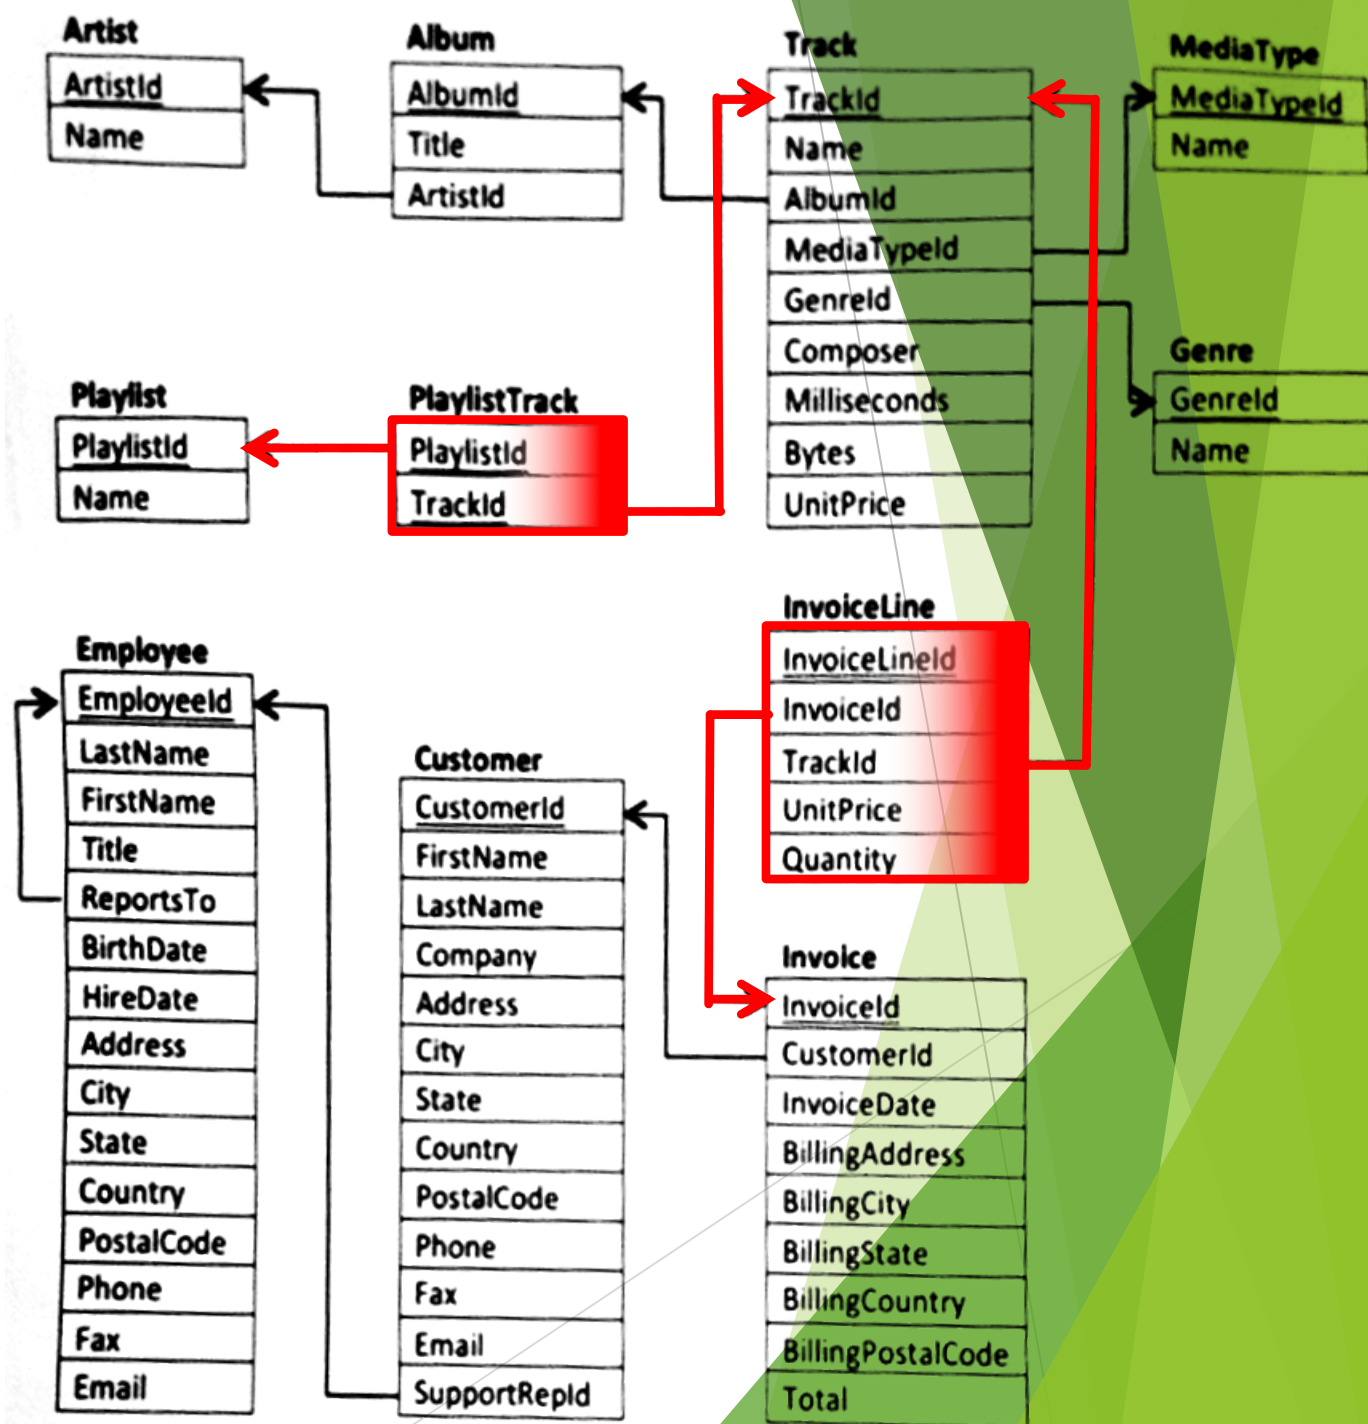 Artist
ArtistId
Name
Album
AlbumId
Title
ArtistId
Track
TrackId
Name
AlbumId
MediaTypeId
GenreId
Composer
Milliseconds
Bytes
UnitPrice
MediaType
MediaTypeId
Name
Genre
GenreId
Name
Playlist
PlaylistId
Name
PlaylistTrack
PlaylistId
TrackId
InvoiceLine
InvoiceLineId
InvoiceId
TrackId
UnitPrice
Quantity
Employee
EmployeeId
LastName
FirstName
Title
ReportsTo
BirthDate
HireDate
Address
City
State
Country
PostalCode
Phone
Fax
Email
Customer
CustomerId
FirstName
LastName
Company
Address
City
State
Country
PostalCode
Phone
Fax
Email
SupportRepId
Invoice
InvoiceId
CustomerId
InvoiceDate
BillingAddress
BillingCity
BillingState
BillingCountry
BillingPostalCode
Total